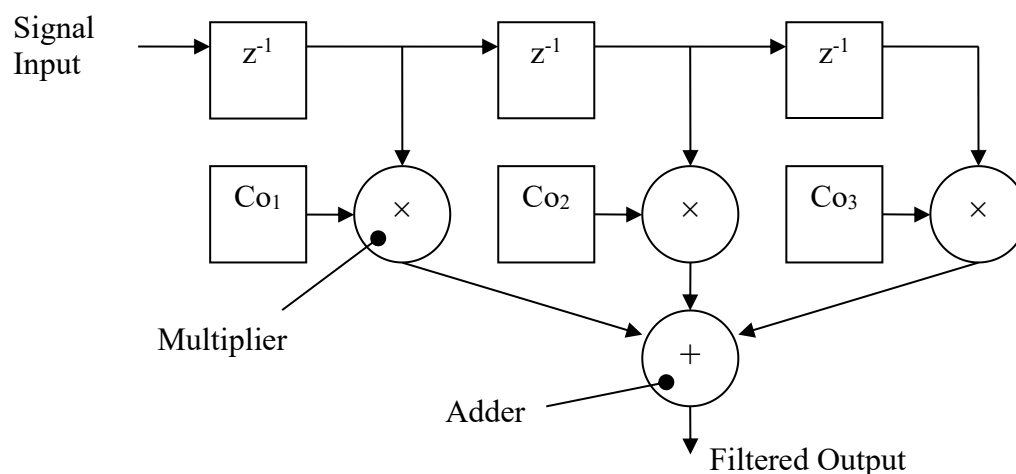 Signal
Input
z⁻¹ z⁻¹ z⁻¹
Co₁ × Co₂ × Co₃ ×
Multiplier
+
Adder
Filtered Output